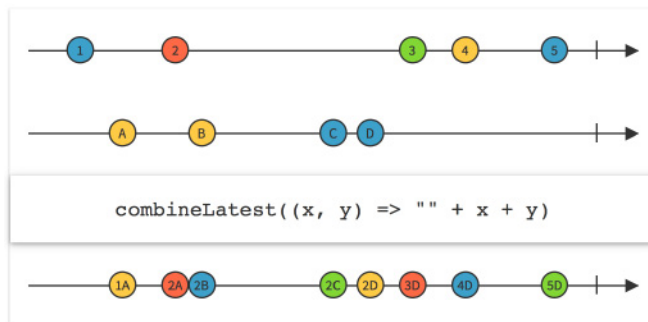 1 2 3 4 5
A B C D
combineLatest((x, y) => "" + x + y)
1A 2A 2B 2C 2D 3D 4D 5D